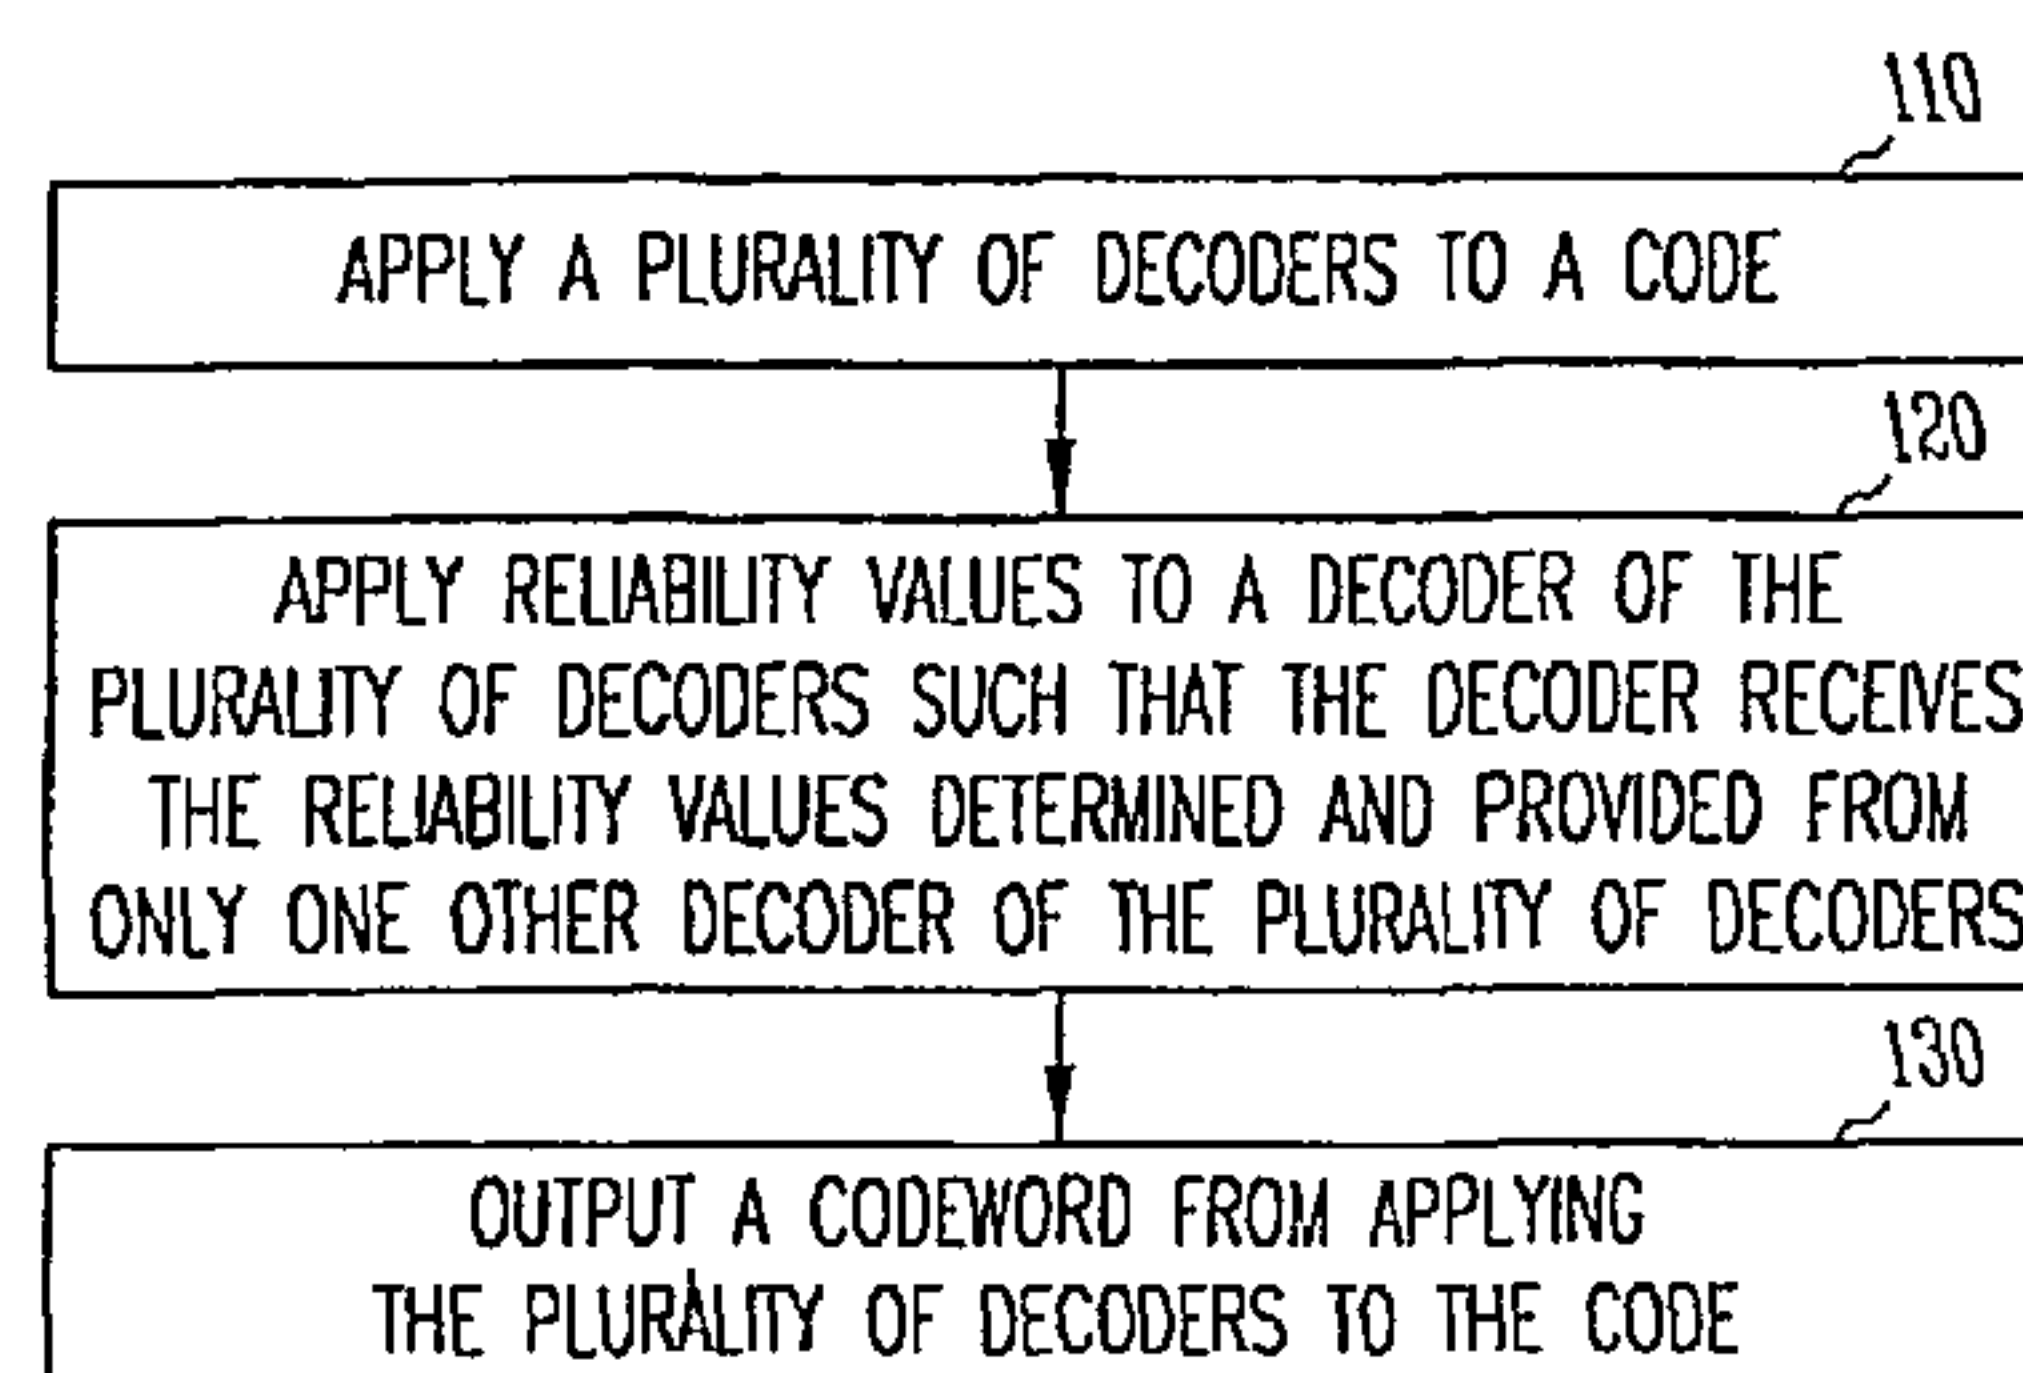 110
APPLY A PLURALITY OF DECODERS TO A CODE
120
APPLY RELIABILITY VALUES TO A DECODER OF THE
PLURALITY OF DECODERS SUCH THAT THE DECODER RECEIVES
THE RELIABILITY VALUES DETERMINED AND PROVIDED FROM
ONLY ONE OTHER DECODER OF THE PLURALITY OF DECODERS
130
OUTPUT A CODEWORD FROM APPLYING
THE PLURALITY OF DECODERS TO THE CODE